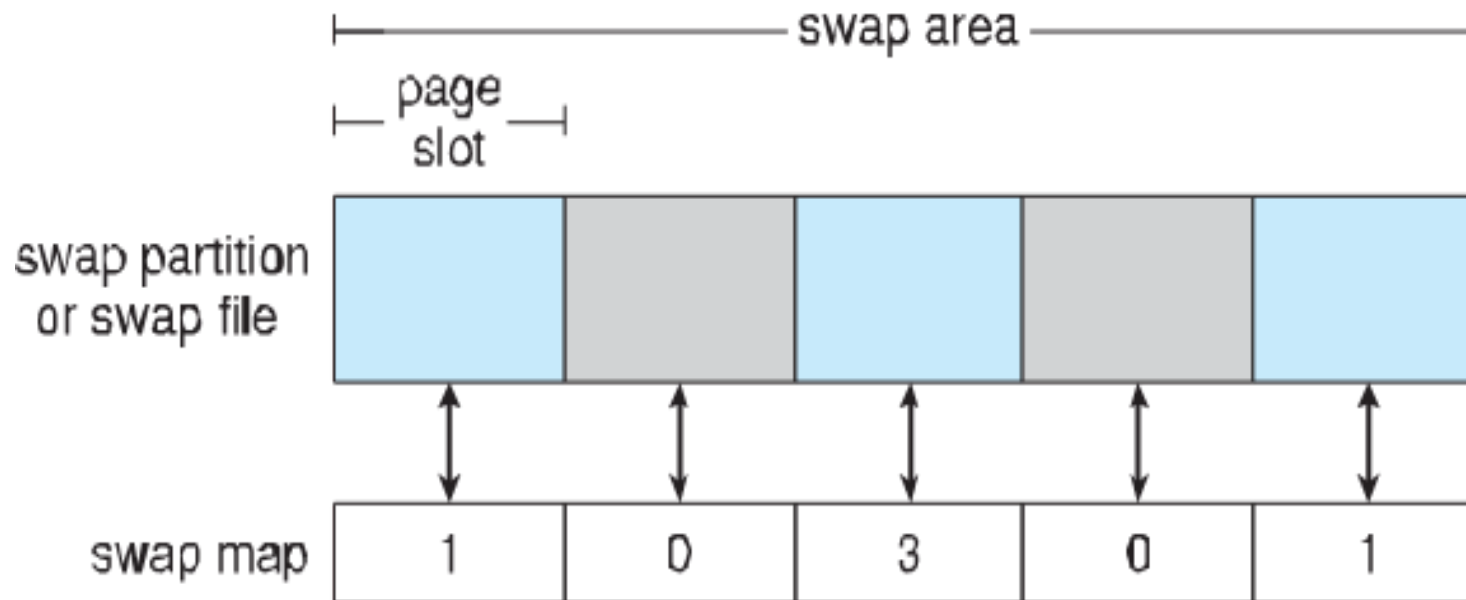 swap area
page
slot
swap partition
or swap file
swap map 1 0 3 0 1